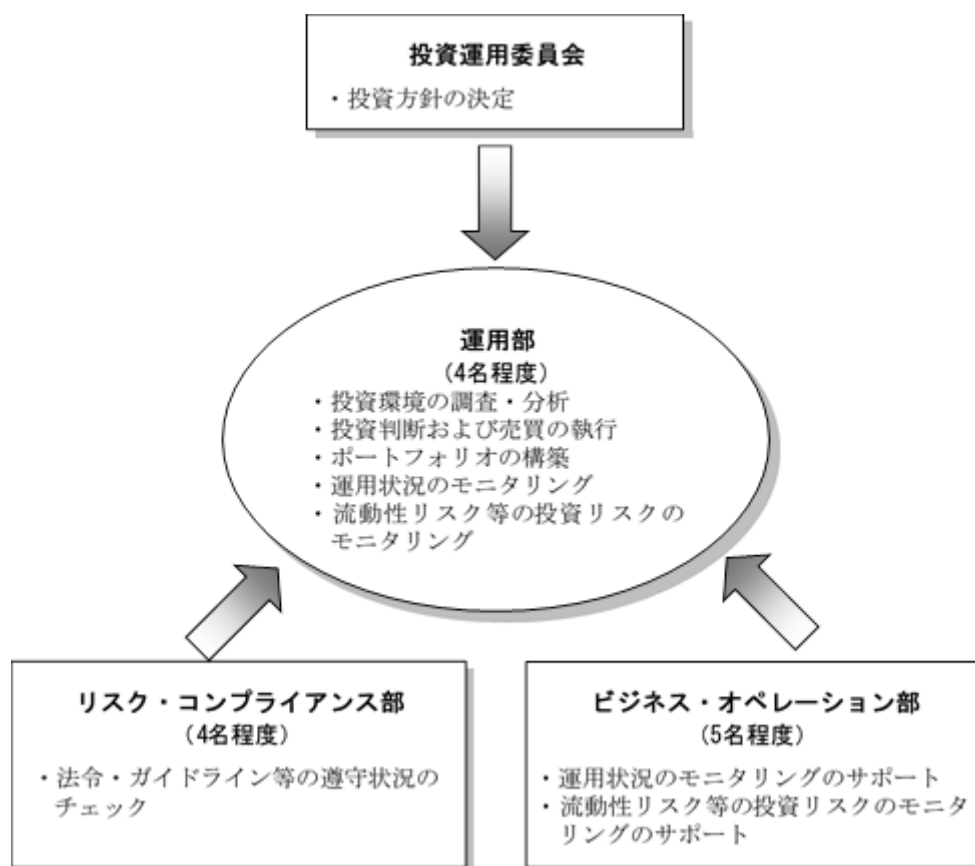 投資運用委員会
・投資方針の決定
運用部
(4名程度)
・投資環境の調査・分析
・投資判断および売買の執行
・ポートフォリオの構築
・運用状況のモニタリング
・流動性リスク等の投資リスクの
モニタリング
リスク・コンプライアンス部
(4名程度)
・法令・ガイドライン等の遵守状況の
チェック
ビジネス・オペレーション部
(5名程度)
・運用状況のモニタリングのサポート
・流動性リスク等の投資リスクのモニタ
リングのサポート